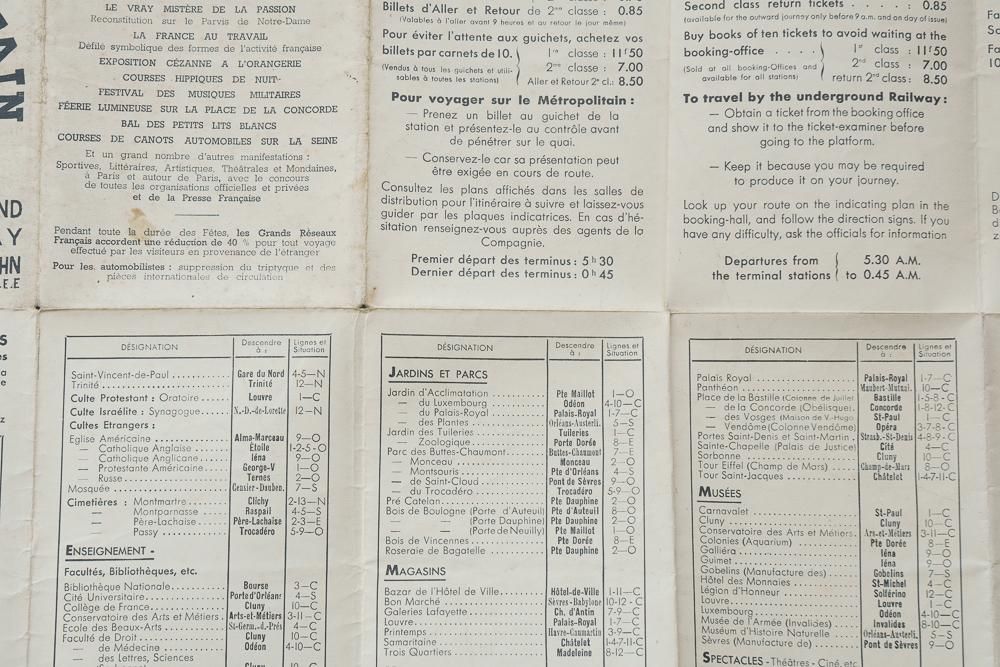 LE VRAY MISTÈRE DE LA PASSION
Reconstitution sur le Parvis de Notre-Dame
LA FRANCE AU TRAVAIL
Défilé symbolique des formes de l'activité française
EXPOSITION CÉZANNE A L'ORANGERIE
COURSES HIPPIQUES DE NUIT-
FESTIVAL DES MUSIQUES MILITAIRES
FÉERIE LUMINEUSE SUR LA PLACE DE LA CONCORDE
BAL DES PETITS LITS BLANCS
COURSES DE CANOTS AUTOMOBILES SUR LA SEINE
Et un grand nombre d'autres manifestations :
Sportives, Littéraires, Artistiques, Théâtrales et Mondaines,
à Paris et autour de Paris, avec le concours
de toutes les organisations officielles et privées
et de la Presse Française
Pendant toute la durée des Fêtes, les Grands Réseaux
Français accordent une réduction de 40 % pour tout voyage
effectué par les visiteurs en provenance de l'étranger
Pour les automobilistes : suppression du triptyque et des
pièces internationales de circulation
Billets d'Aller et Retour de 2me classe : 0.85
(Valables à l'aller avant 9 heures et au retour le jour même)
Pour éviter l'attente aux guichets, achetez vos
billets par carnets de 10. 1re classe : 11f50
(Vendus à tous les guichets et utili- 2me classe : 7.00
sables à toutes les stations) Aller et Retour 2e cl.: 8.50
Pour voyager sur le Métropolitain :
— Prenez un billet au guichet de la
station et présentez-le au contrôle avant
de pénétrer sur le quai.
— Conservez-le car sa présentation peut
être exigée en cours de route.
Consultez les plans affichés dans les salles de
distribution pour l'itinéraire à suivre et laissez-vous
guider par les plaques indicatrices. En cas d'hé-
sitation renseignez-vous auprès des agents de la
Compagnie.
Premier départ des terminus : 5h30
Dernier départ des terminus : 0h45
Second class return tickets . . . . . 0.85
(available for the outward journey only before 9 a.m. and day of issue)
Buy books of ten tickets to avoid waiting at the
booking-office . . . . 1st class : 11f50
(Sold at all booking-Offices and 2nd class : 7.00
available for all stations) return 2nd class : 8.50
To travel by the underground Railway :
— Obtain a ticket from the booking office
and show it to the ticket-examiner before
going to the platform.
— Keep it because you may be required
to produce it on your journey.
Look up your route on the indicating plan in the
booking-hall, and follow the direction signs. If you
have any difficulty, ask the officials for information
Departures from 5.30 A.M.
the terminal stations to 0.45 A.M.
DÉSIGNATION Descendre à : Lignes et Situation
Saint-Vincent-de-Paul Gare du Nord 4-5—N
Trinité Trinité 12—N
Culte Protestant : Oratoire Louvre 1—C
Culte Israélite : Synagogue N.-D.-de-Lorette 12—N
Cultes Etrangers :
Eglise Américaine Alma-Marceau 9—O
— Catholique Anglaise Étoile 1-2-5-O
— Catholique Anglicane Iéna 9—O
— Protestante Américaine George-V 1—O
— Russe Ternes 2—O
Mosquée Censier-Dauben. 7—S
Cimetières : Montmartre Clichy 2-13—N
— Montparnasse Raspail 4-5—S
— Père-Lachaise Père-Lachaise 2-3—E
— Passy Trocadéro 5-9—O
ENSEIGNEMENT -
Facultés, Bibliothèques, etc.
Bibliothèque Nationale Bourse 3—C
Cité Universitaire Porte d'Orléans 4—S
Collège de France Cluny 10—C
Conservatoire des Arts et Métiers Arts-et-Métiers 3-11—C
Ecole des Beaux-Arts St-Germ.-d.-Prés 4—C
Faculté de Droit Cluny 10—C
— de Médecine Odéon 4-10—C
— des Lettres, Sciences
DÉSIGNATION Descendre à : Lignes et Situation
JARDINS ET PARCS
Jardin d'Acclimatation Pte Maillot 1—O
— du Luxembourg Odéon 4-10—C
— du Palais-Royal Palais-Royal 1-7—C
— des Plantes Orléans-Austerli. 5—S
Jardin des Tuileries Tuileries 1—C
— Zoologique Porte Dorée 8—E
Parc des Buttes-Chaumont Buttes-Chaumont 7—E
— Monceau Monceau 2—O
— Montsouris Pte d'Orléans 4—S
— de Saint-Cloud Pont de Sèvres 9—O
— du Trocadéro Trocadéro 5-9—O
Pré Catelan Pte Dauphine 2—O
Bois de Boulogne (Porte d'Auteuil) Pte d'Auteuil 8—O
— — (Porte Dauphine) Pte Dauphine 2—O
— — (Porte de Neuilly) Pte Maillot 1—O
Bois de Vincennes Pte Dorée 8—E
Roseraie de Bagatelle Pte Dauphine 2—O
MAGASINS
Bazar de l'Hôtel de Ville Hôtel-de-Ville 1-11—C
Bon Marché Sèvres-Babylone 10-12-C
Galeries Lafayette Ch. d'Antin 7-9—C
Louvre Palais-Royal 1-7—C
Printemps Havre-Caumartin 3-9—C
Samaritaine Châtelet 1-4-7-11-C
Trois Quartiers Madeleine 8-12—C
DÉSIGNATION Descendre à : Lignes et Situation
Palais Royal Palais-Royal 1-7—C
Panthéon Maubert-Mutual. 10—C
Place de la Bastille (Colonne de Juillet) Bastille 1-5-8-C
— de la Concorde (Obélisque) Concorde 1-8-12-C
— des Vosges (Maison de V.-Hugo) St-Paul 1—C
— Vendôme (Colonne Vendôme) Opéra 3-7-8-C
Portes Saint-Denis et Saint-Martin Strasb.-St-Denis 4-8-9-C
Sainte-Chapelle (Palais de Justice) Cité 4—C
Sorbonne Cluny 10—C
Tour Eiffel (Champ de Mars) Champ-de-Mars 8—O
Tour Saint-Jacques Châtelet 1-4-7-11-C
MUSÉES
Carnavalet St-Paul 1—C
Cluny Cluny 10—C
Conservatoire des Arts et Métiers Arts-et-Métiers 3-11—C
Colonies (Aquarium) Pte Dorée 8—E
Galliéra Iéna 9—O
Guimet Iéna 9—O
Gobelins (Manufacture des) Gobelins 7—S
Hôtel des Monnaies St-Michel 4—C
Légion d'Honneur Solférino 12—C
Louvre Louvre 1—C
Luxembourg Odéon 4-10—C
Musée de l'Armée (Invalides) Invalides 8-10—C
Muséum d'Histoire Naturelle Orléans-Austerli. 5—S
Sèvres (Manufacture de) Pont de Sèvres 9—O
SPECTACLES - Théâtres - Ciné, etc